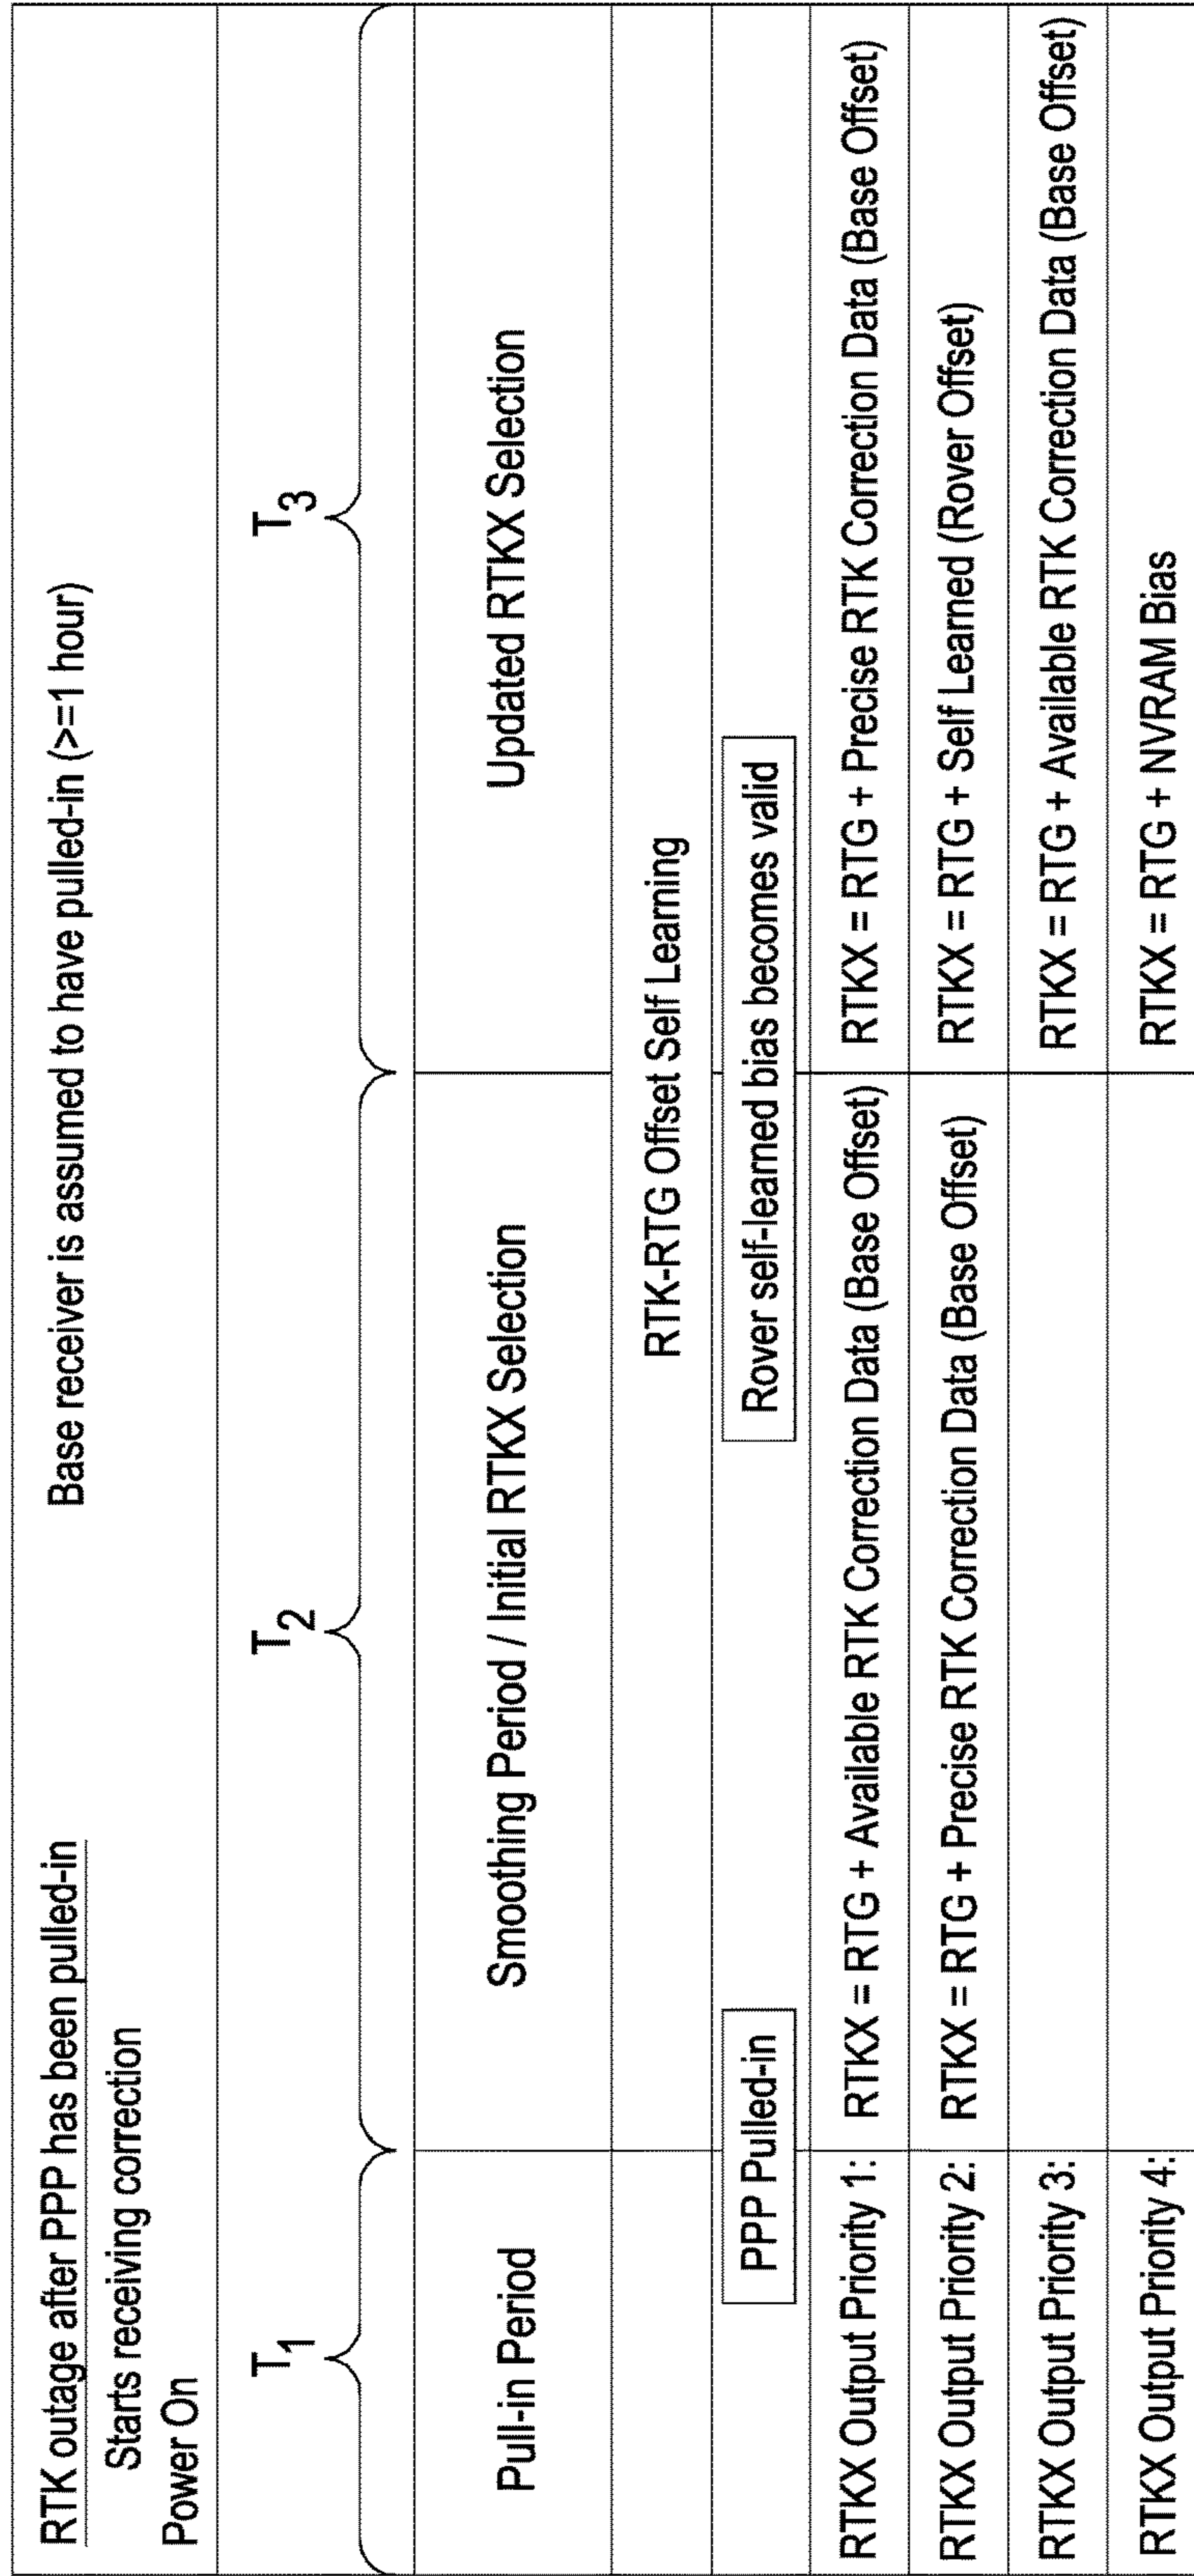 RTK outage after PPP has been pulled-in
Base receiver is assumed to have pulled-in (>=1 hour)
Starts receiving correction
Power On
T1
T2
T3
Pull-in Period
Smoothing Period / Initial RTKX Selection
Updated RTKX Selection
RTK-RTG Offset Self Learning
PPP Pulled-in
Rover self-learned bias becomes valid
RTKX Output Priority 1:
RTKX = RTG + Available RTK Correction Data (Base Offset)
RTKX = RTG + Precise RTK Correction Data (Base Offset)
RTKX Output Priority 2:
RTKX = RTG + Precise RTK Correction Data (Base Offset)
RTKX = RTG + Self Learned (Rover Offset)
RTKX Output Priority 3:
RTKX = RTG + Available RTK Correction Data (Base Offset)
RTKX Output Priority 4:
RTKX = RTG + NVRAM Bias